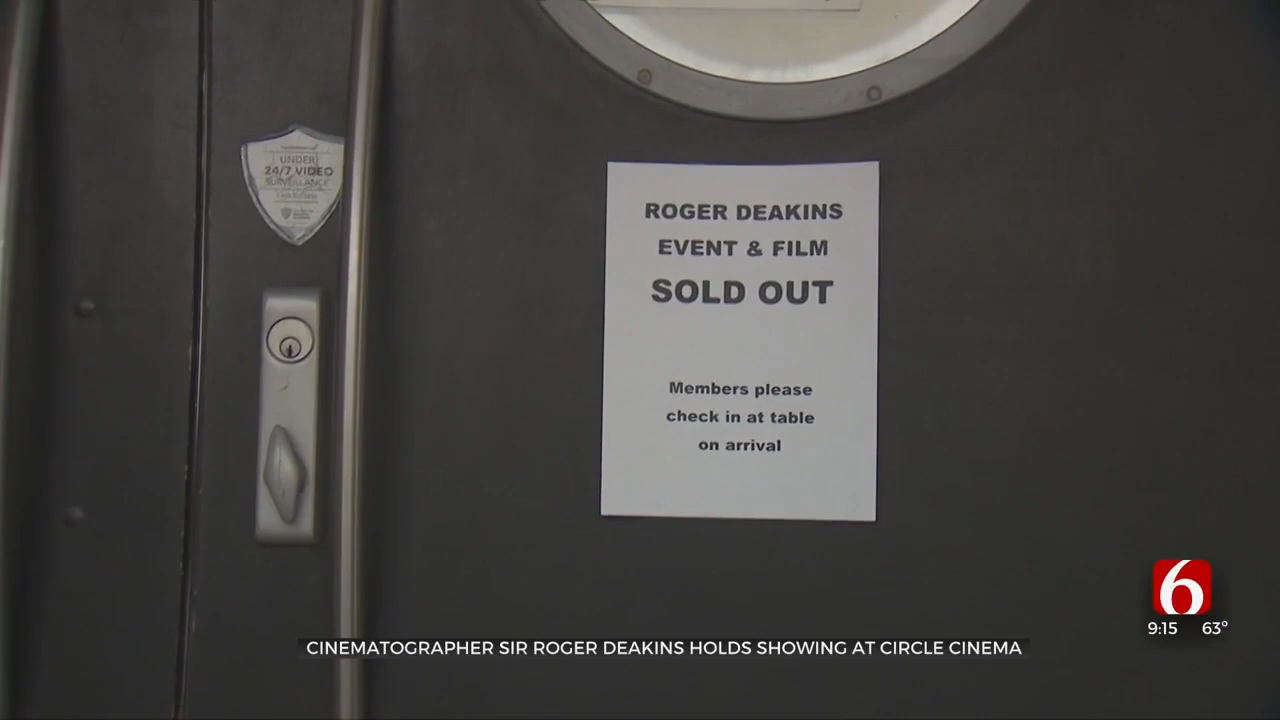 UNDER
24/7 VIDEO
SURVEILLANCE
ROGER DEAKINS
EVENT & FILM
SOLD OUT
Members please
check in at table
on arrival
6
9:15 63°
CINEMATOGRAPHER SIR ROGER DEAKINS HOLDS SHOWING AT CIRCLE CINEMA